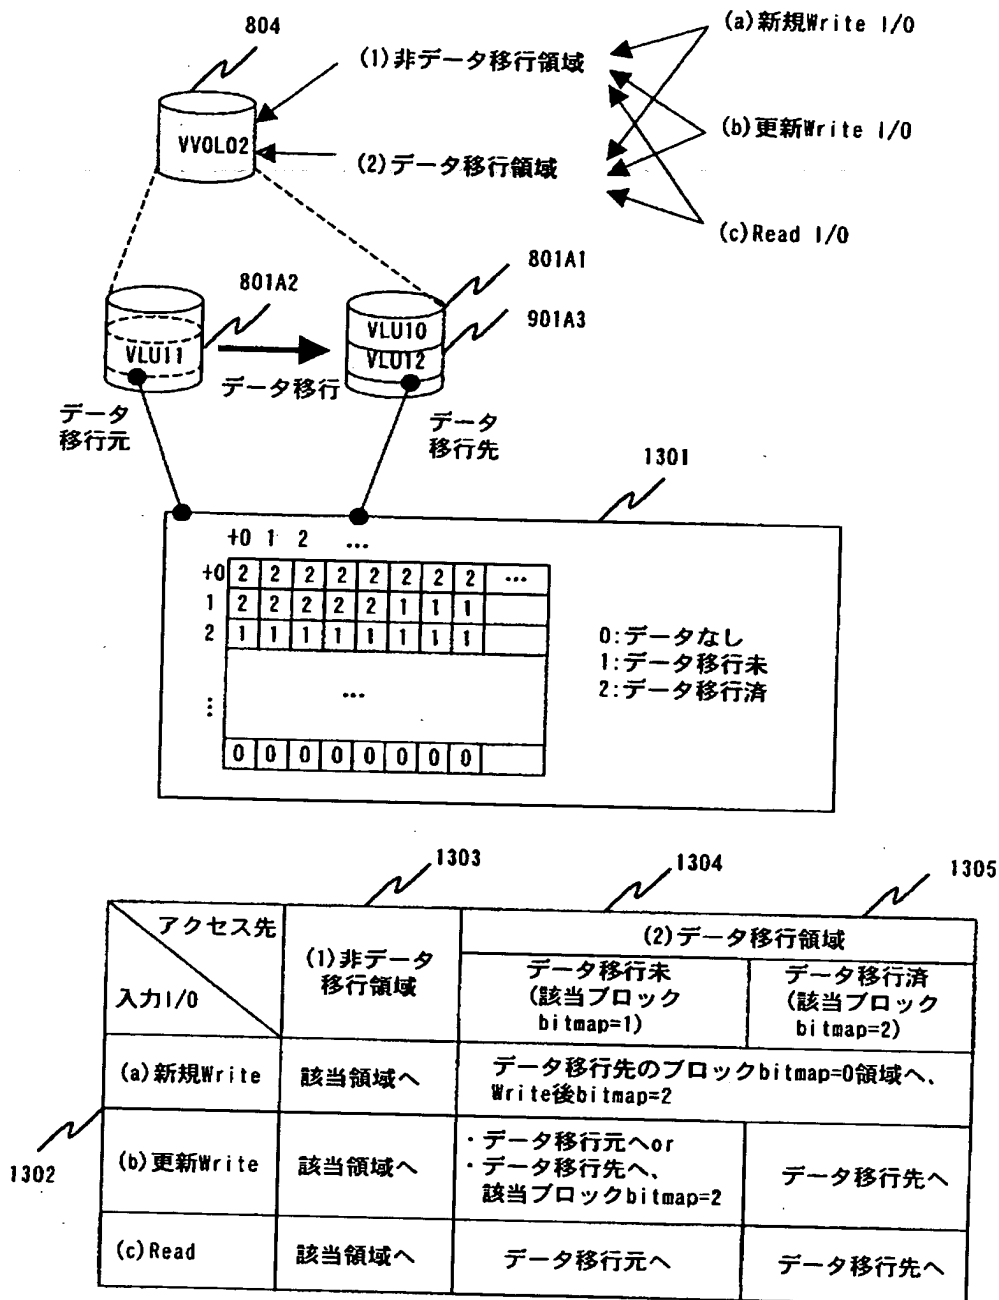 804
(1)非データ移行領域
(a)新規Write I/O
VVOL02
(b)更新Write I/O
(2)データ移行領域
(c)Read I/O
801A1
801A2
901A3
VLU10
VLU11
VLU12
データ移行
データ
移行元
データ
移行先
1301
+0 1 2 …
+0 2 2 2 2 2 2 2 2 …
1 2 2 2 2 2 1 1 1
2 1 1 1 1 1 1 1 1
…
⋮
0 0 0 0 0 0 0 0
0:データなし
1:データ移行未
2:データ移行済
1303
1304
1305
アクセス先
入力I/O
(1)非データ
移行領域
(2)データ移行領域
データ移行未
(該当ブロック
bitmap=1)
データ移行済
(該当ブロック
bitmap=2)
(a)新規Write
該当領域へ
データ移行先のブロックbitmap=0領域へ、
Write後bitmap=2
1302
(b)更新Write
該当領域へ
・データ移行元へor
・データ移行先へ、
該当ブロックbitmap=2
データ移行先へ
(c)Read
該当領域へ
データ移行元へ
データ移行先へ